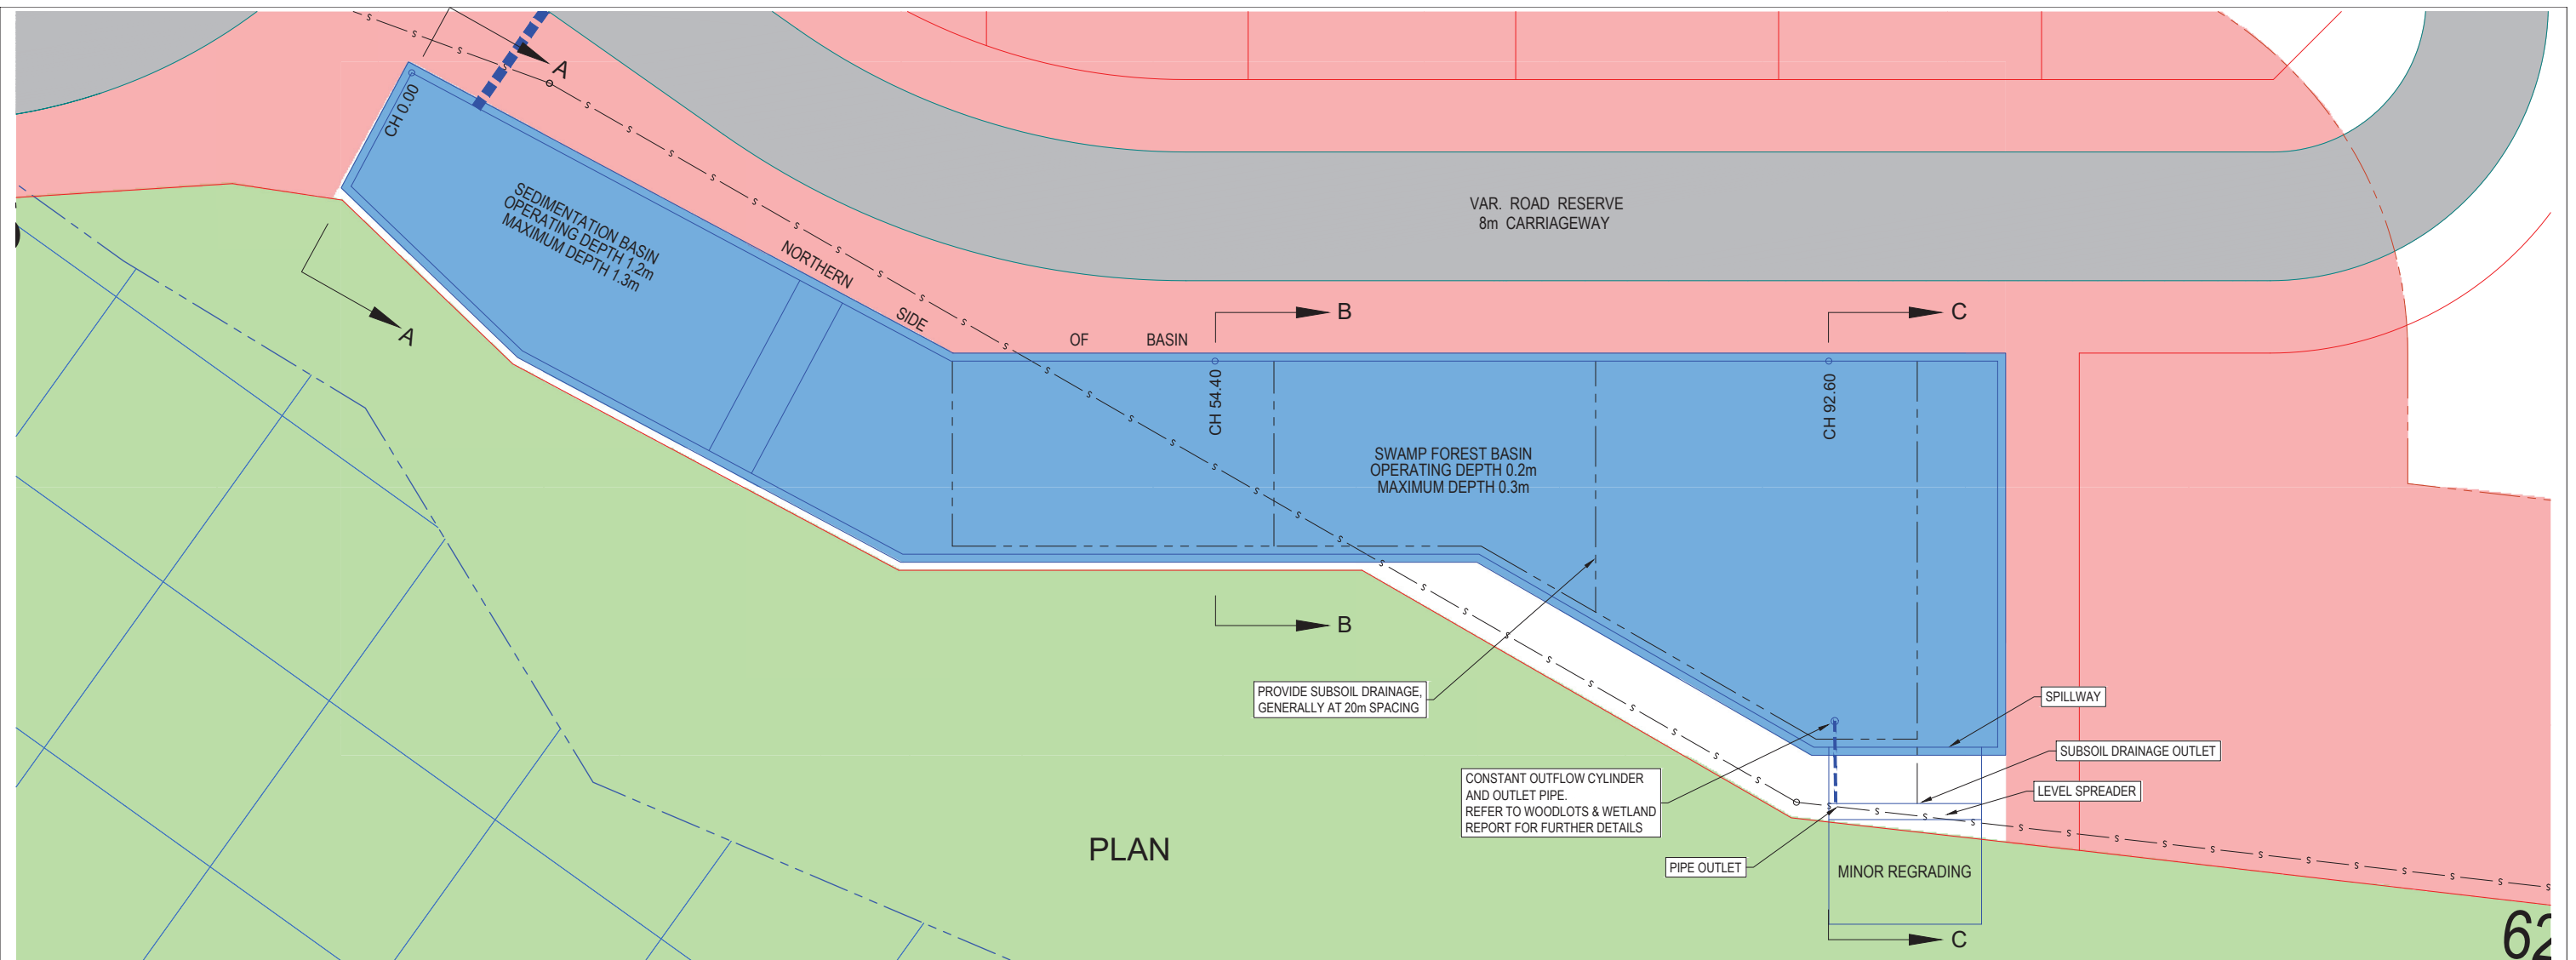 A
CH 0.00
SEDIMENTATION BASIN
OPERATING DEPTH 1.2m
MAXIMUM DEPTH 1.3m
A
NORTHERN SIDE OF BASIN
VAR. ROAD RESERVE
8m CARRIAGEWAY
B
C
CH 54.40
CH 92.60
SWAMP FOREST BASIN
OPERATING DEPTH 0.2m
MAXIMUM DEPTH 0.3m
B
PROVIDE SUBSOIL DRAINAGE,
GENERALLY AT 20m SPACING
SPILLWAY
SUBSOIL DRAINAGE OUTLET
LEVEL SPREADER
CONSTANT OUTFLOW CYLINDER
AND OUTLET PIPE.
REFER TO WOODLOTS & WETLAND
REPORT FOR FURTHER DETAILS
PIPE OUTLET
MINOR REGRADING
PLAN
C
62